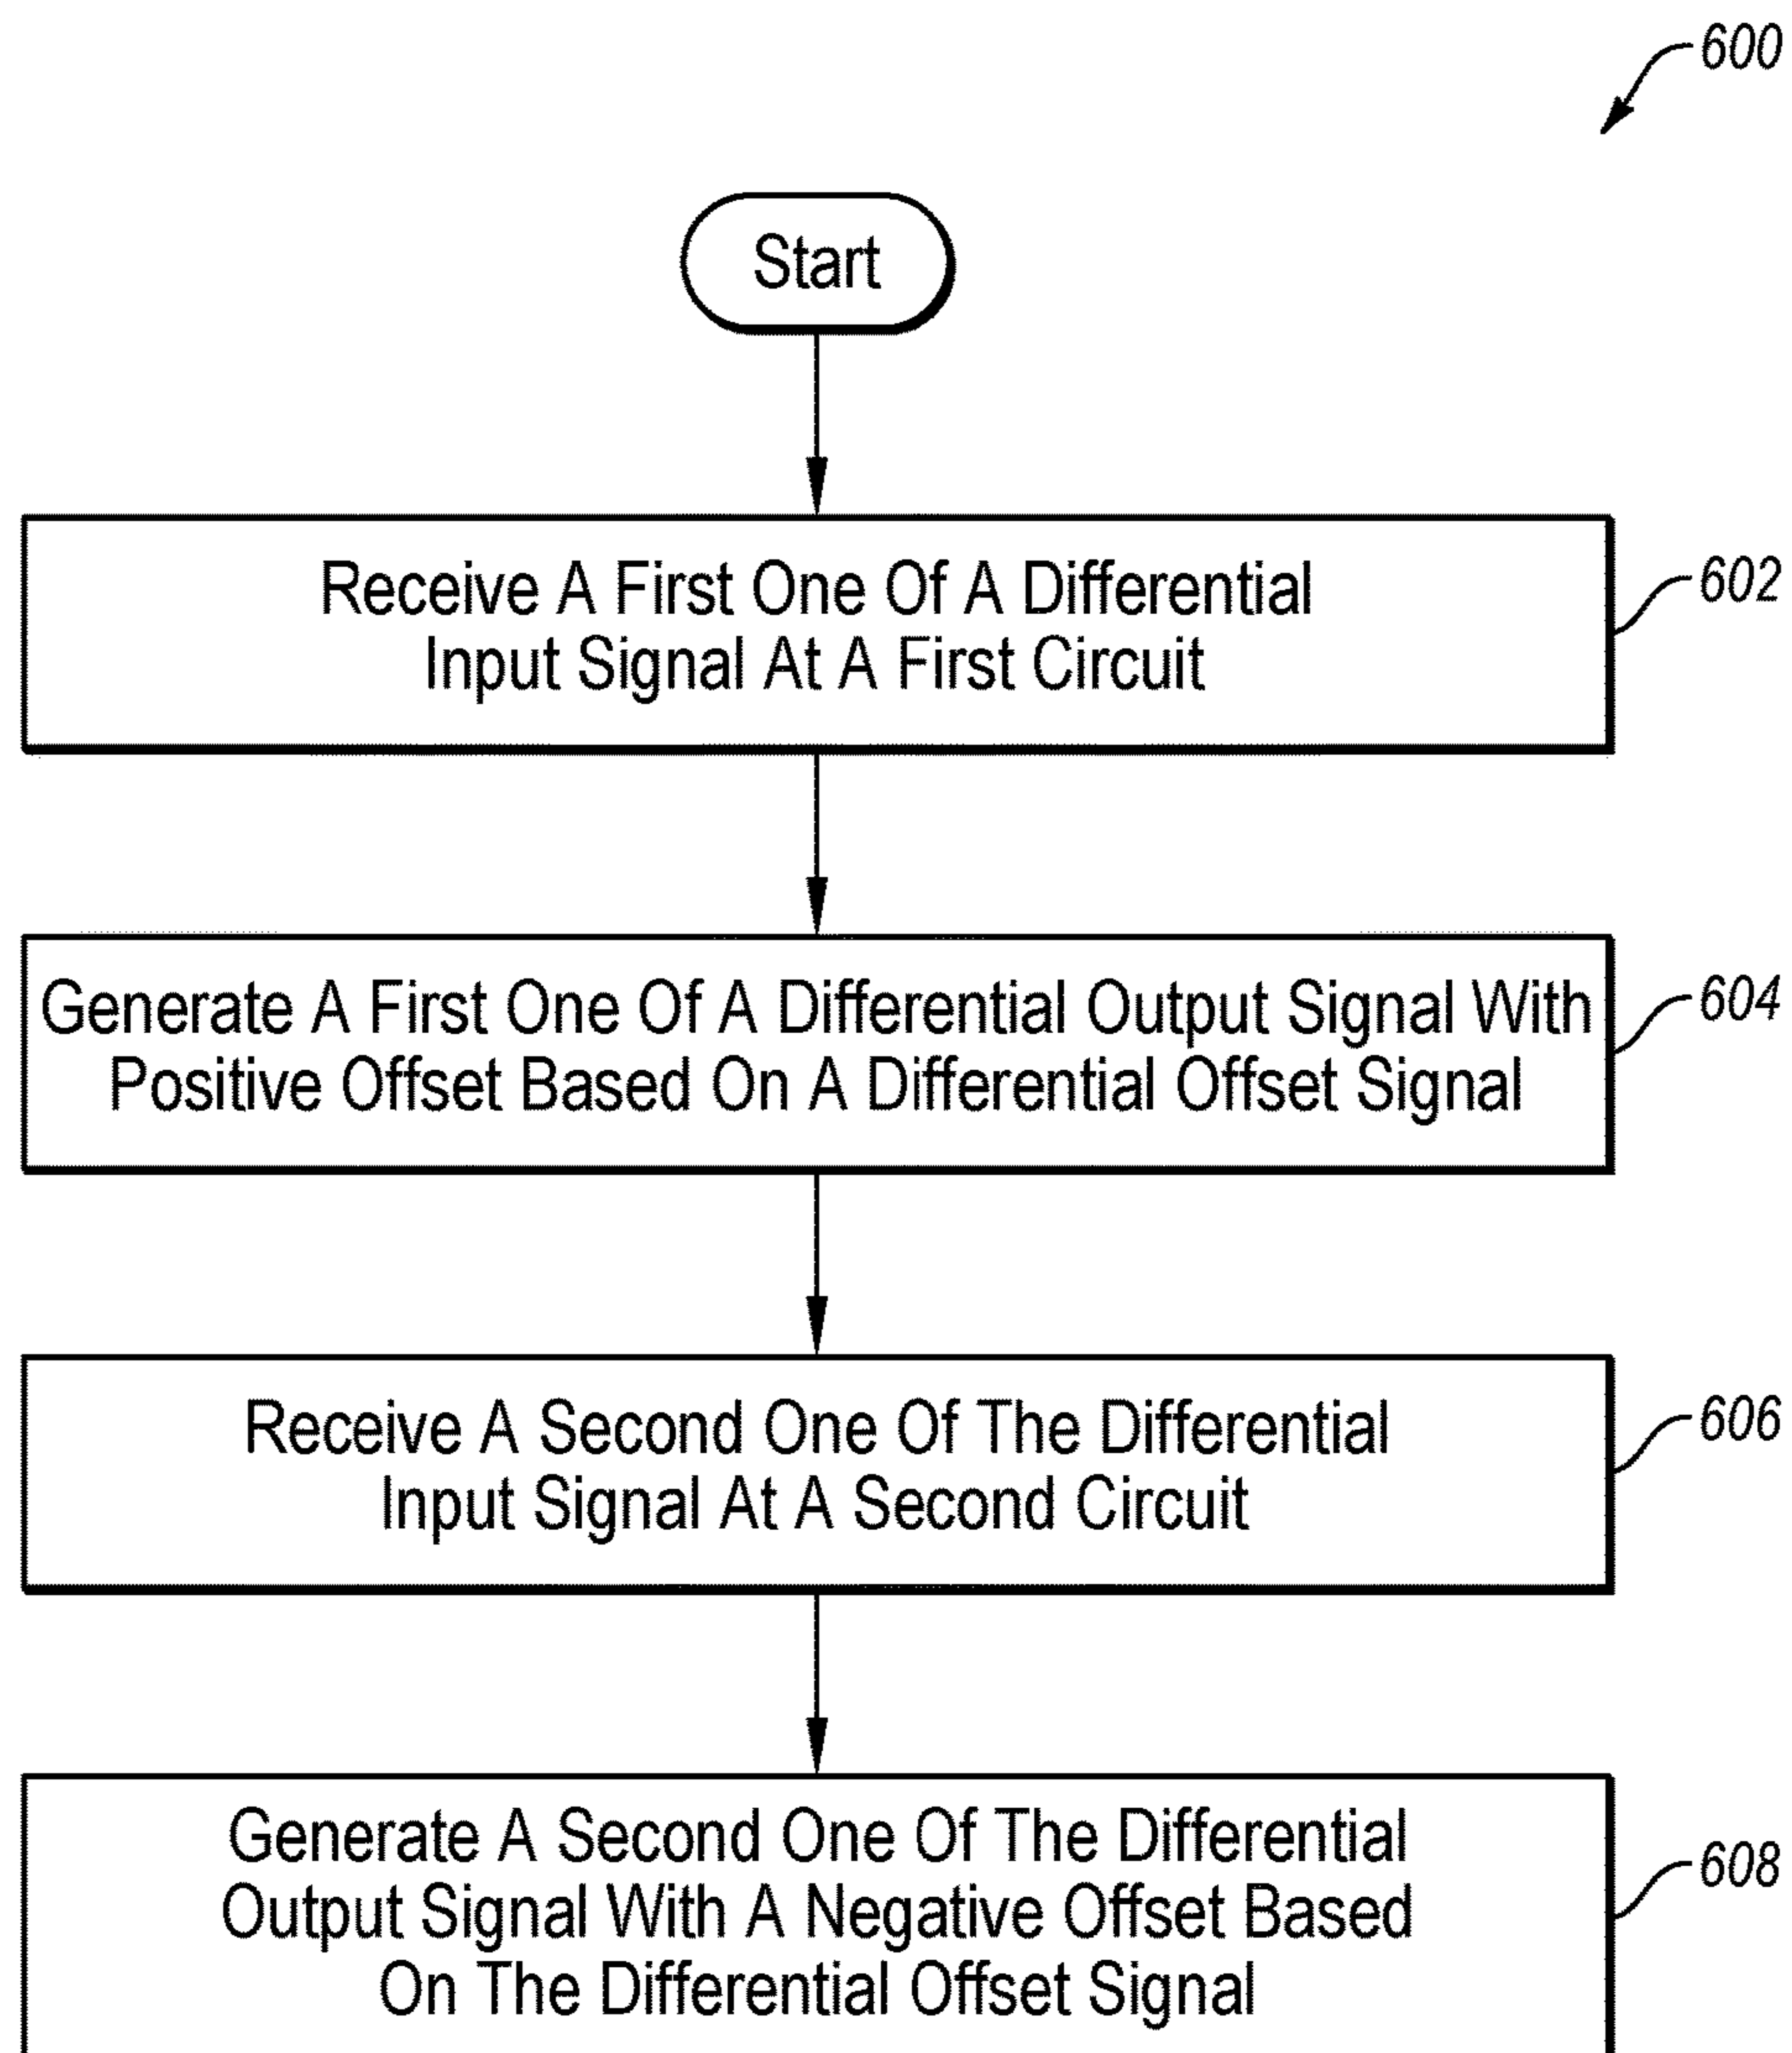 600
Start
Receive A First One Of A Differential
Input Signal At A First Circuit
602
Generate A First One Of A Differential Output Signal With
Positive Offset Based On A Differential Offset Signal
604
Receive A Second One Of The Differential
Input Signal At A Second Circuit
606
Generate A Second One Of The Differential
Output Signal With A Negative Offset Based
On The Differential Offset Signal
608